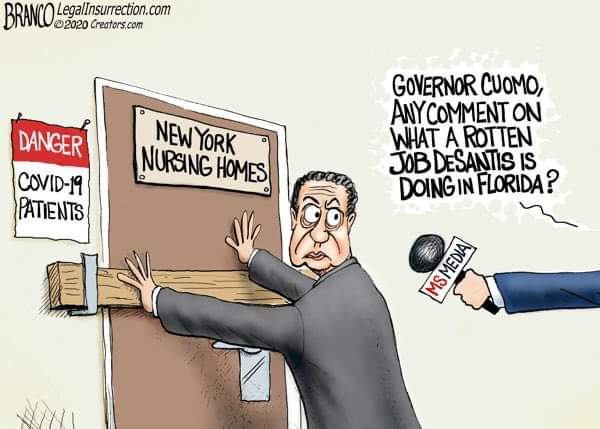 BRANCO LegalInsurrection.com
©2020 Creators.com
DANGER
COVID-19
PATIENTS
NEW YORK
NURSING HOMES
GOVERNOR CUOMO,
ANY COMMENT ON
WHAT A ROTTEN
JOB DESANTIS IS
DOING IN FLORIDA?
MS MEDIA